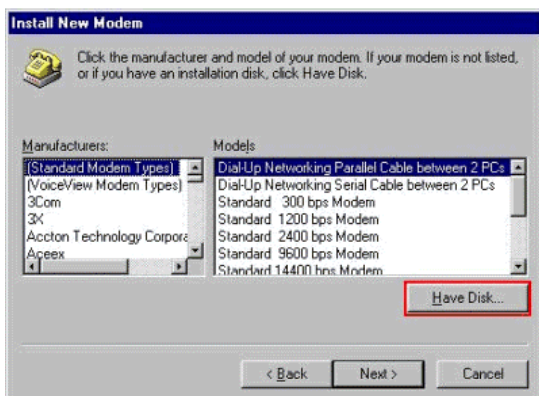 Install New Modem
Click the manufacturer and model of your modem. If your modem is not listed,
or if you have an installation disk, click Have Disk.
Manufacturers:
(Standard Modem Types)
(VoiceView Modem Types)
3Com
3X
Accton Technology Corpora
Aceex
Models
Dial-Up Networking Parallel Cable between 2 PCs
Dial-Up Networking Serial Cable between 2 PCs
Standard 300 bps Modem
Standard 1200 bps Modem
Standard 2400 bps Modem
Standard 9600 bps Modem
Standard 14400 bps Modem
Have Disk...
< Back
Next >
Cancel